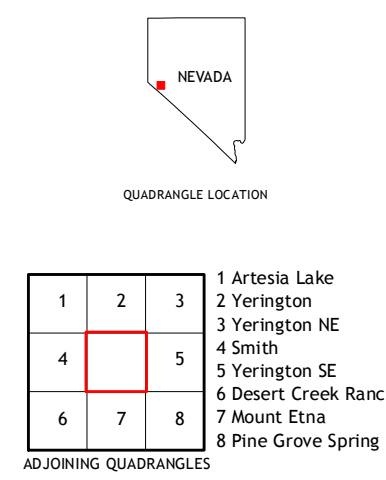 NEVADA
QUADRANGLE LOCATION
1 2 3
4 5
6 7 8
ADJOINING QUADRANGLES
1 Artesia Lake
2 Yerington
3 Yerington NE
4 Smith
5 Yerington SE
6 Desert Creek Ranc
7 Mount Etna
8 Pine Grove Spring